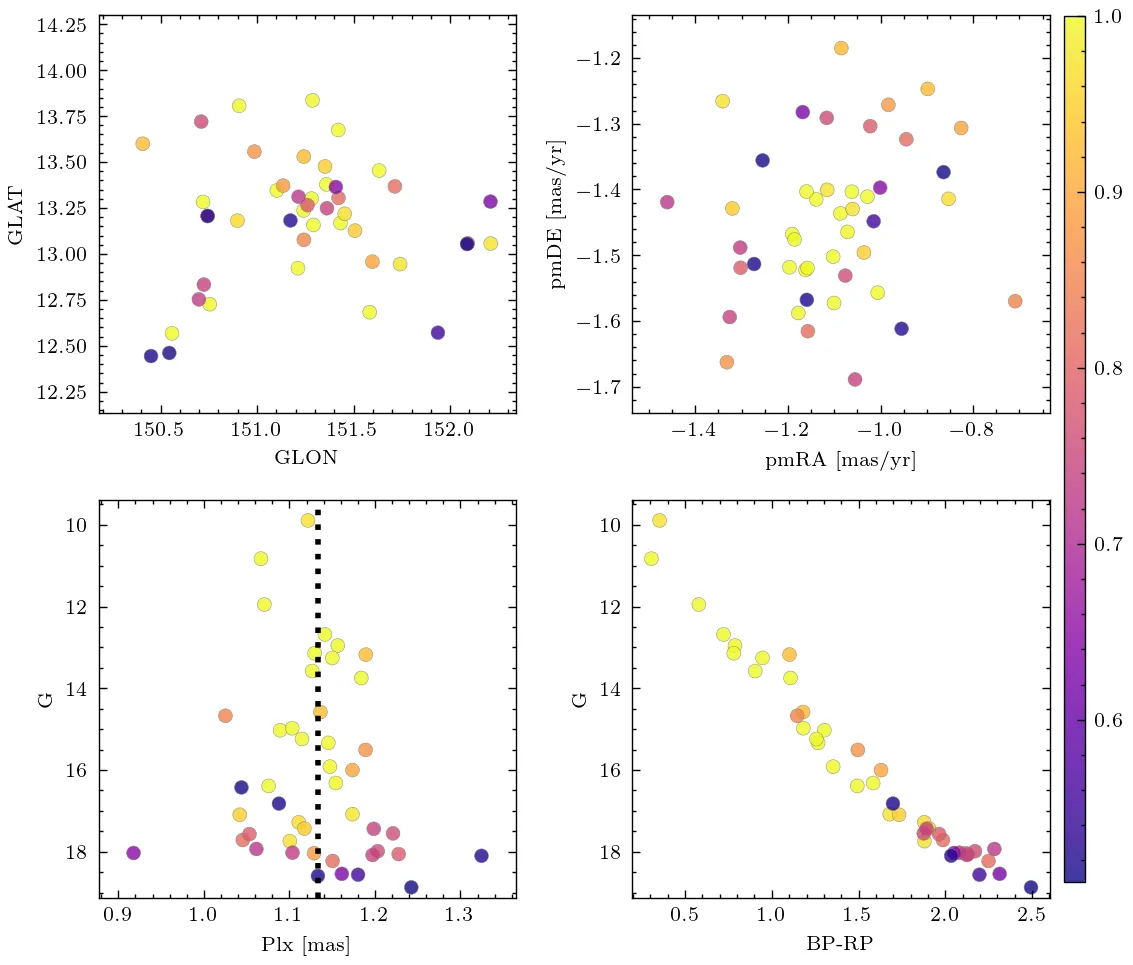 14.25
14.00
13.75
13.50
13.25
13.00
12.75
12.50
12.25
GLAT
150.5 151.0 151.5 152.0
GLON
−1.2
−1.3
−1.4
−1.5
−1.6
−1.7
pmDE [mas/yr]
−1.4 −1.2 −1.0 −0.8
pmRA [mas/yr]
1.0
0.9
0.8
0.7
0.6
10
12
14
16
18
G
0.9 1.0 1.1 1.2 1.3
Plx [mas]
10
12
14
16
18
G
0.5 1.0 1.5 2.0 2.5
BP-RP